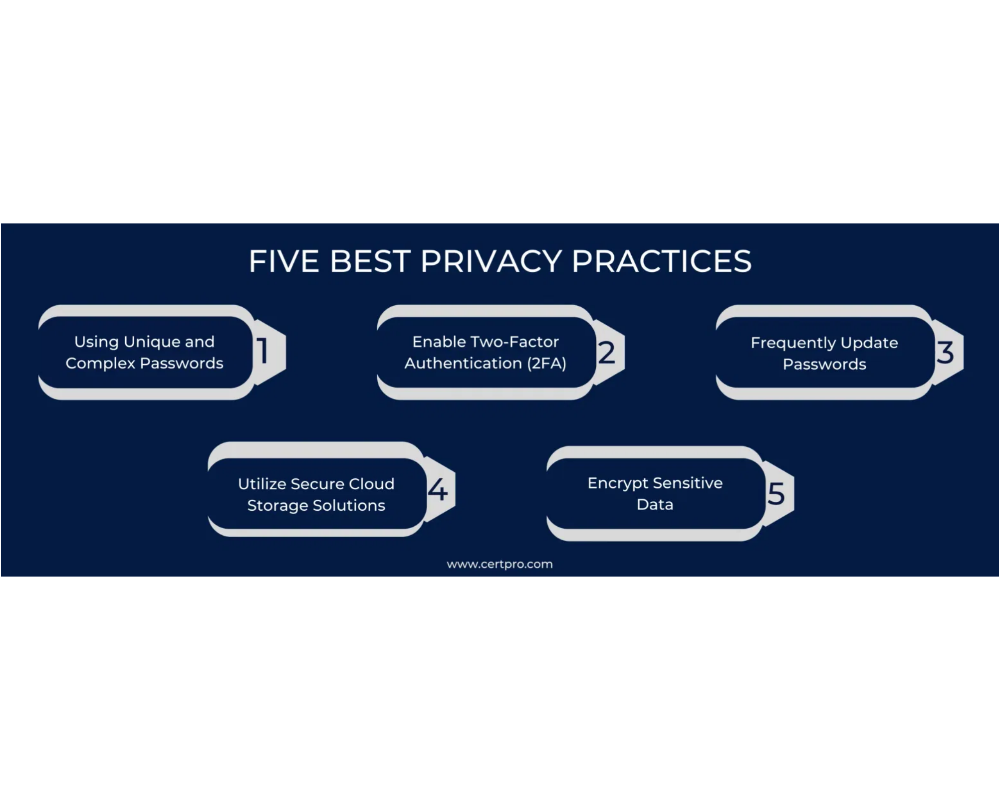 FIVE BEST PRIVACY PRACTICES
Using Unique and
Complex Passwords
1
Enable Two-Factor
Authentication (2FA)
2
Frequently Update
Passwords
3
Utilize Secure Cloud
Storage Solutions
4
Encrypt Sensitive
Data
5
www.certpro.com